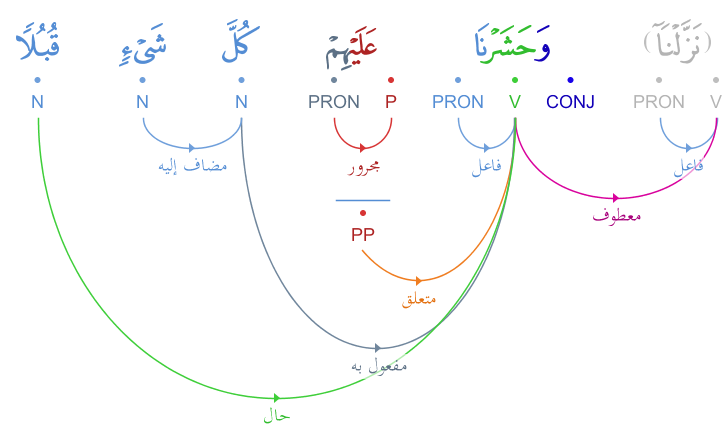 (نَزَّلْنَآ) وَحَشَرْنَا عَلَيْهِمْ كُلَّ شَىْءٍ قُبُلًا
V PRON CONJ V PRON P PRON N N N
فاعل فاعل مجرور مضاف إليه
معطوف
PP
متعلق
مفعول به
حال